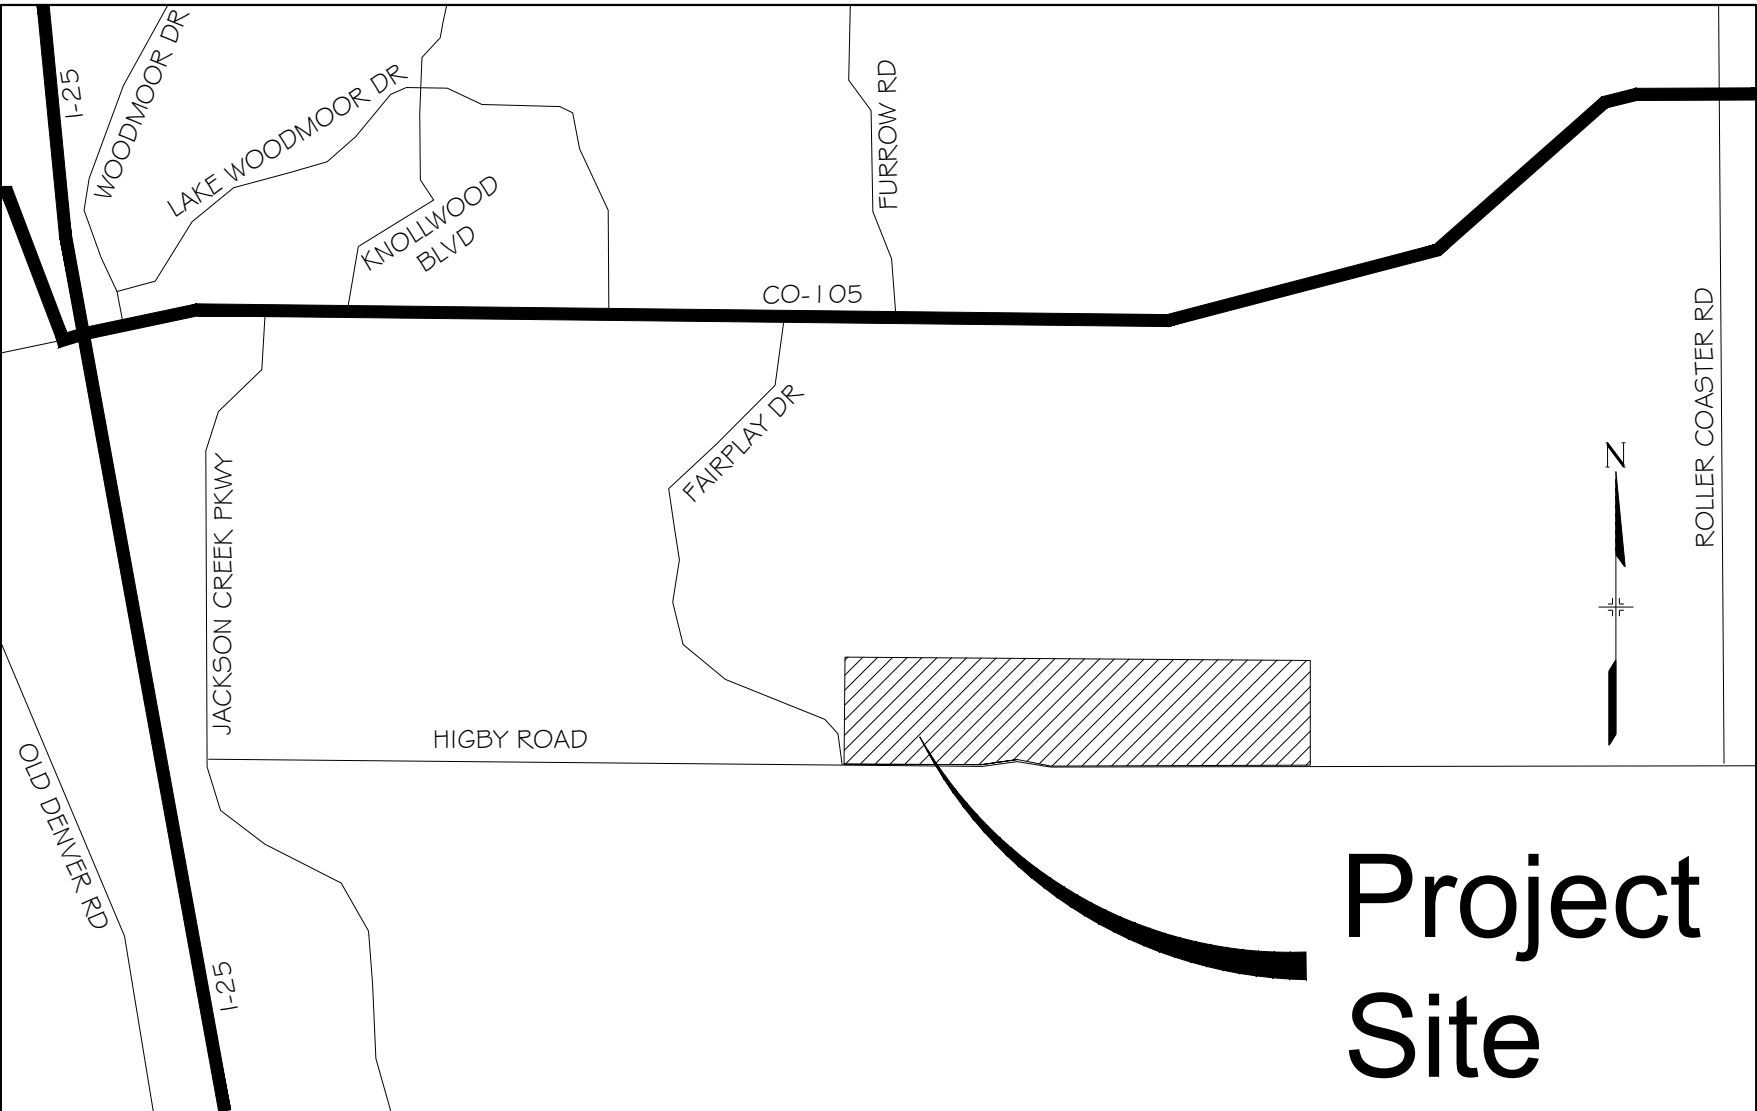 I-25
WOODMOOR DR
LAKE WOODMOOR DR
KNOLLWOOD
BLVD
FURROW RD
CO-105
ROLLER COASTER RD
FAIRPLAY DR
JACKSON CREEK PKWY
N
HIGBY ROAD
OLD DENVER RD
I-25
Project
Site